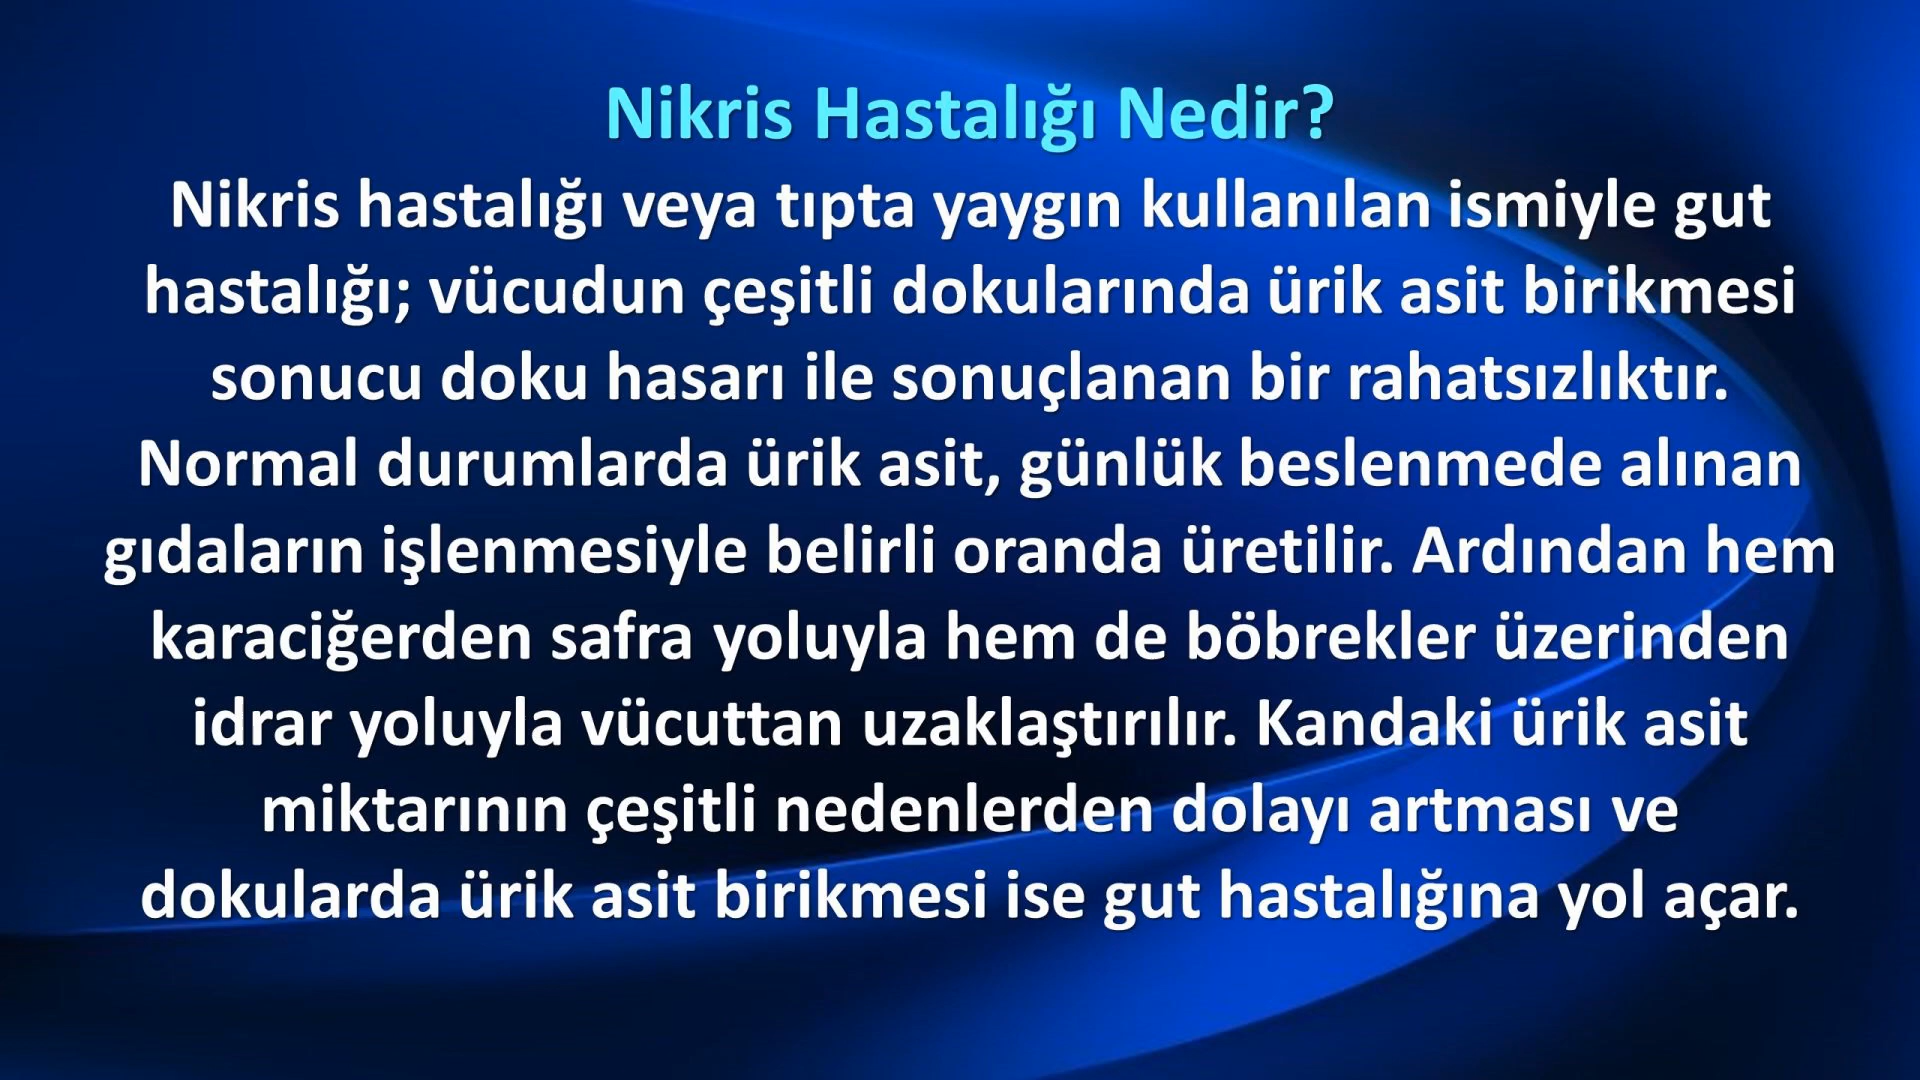 Nikris Hastalığı Nedir?
Nikris hastalığı veya tıpta yaygın kullanılan ismiyle gut
hastalığı; vücudun çeşitli dokularında ürik asit birikmesi
sonucu doku hasarı ile sonuçlanan bir rahatsızlıktır.
Normal durumlarda ürik asit, günlük beslenmede alınan
gıdaların işlenmesiyle belirli oranda üretilir. Ardından hem
karaciğerden safra yoluyla hem de böbrekler üzerinden
idrar yoluyla vücuttan uzaklaştırılır. Kandaki ürik asit
miktarının çeşitli nedenlerden dolayı artması ve
dokularda ürik asit birikmesi ise gut hastalığına yol açar.